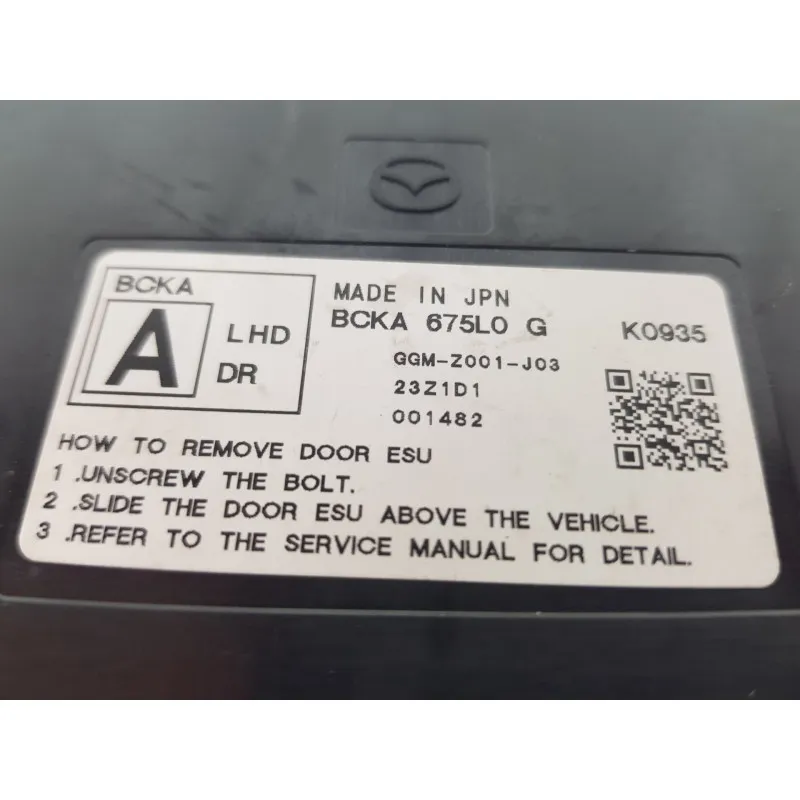 BCKA
A
LHD
DR
MADE IN JPN
BCKA 675L0 G
K0935
GGM-Z001-J03
23Z1D1
001482
HOW TO REMOVE DOOR ESU
1 .UNSCREW THE BOLT.
2 .SLIDE THE DOOR ESU ABOVE THE VEHICLE.
3 .REFER TO THE SERVICE MANUAL FOR DETAIL.